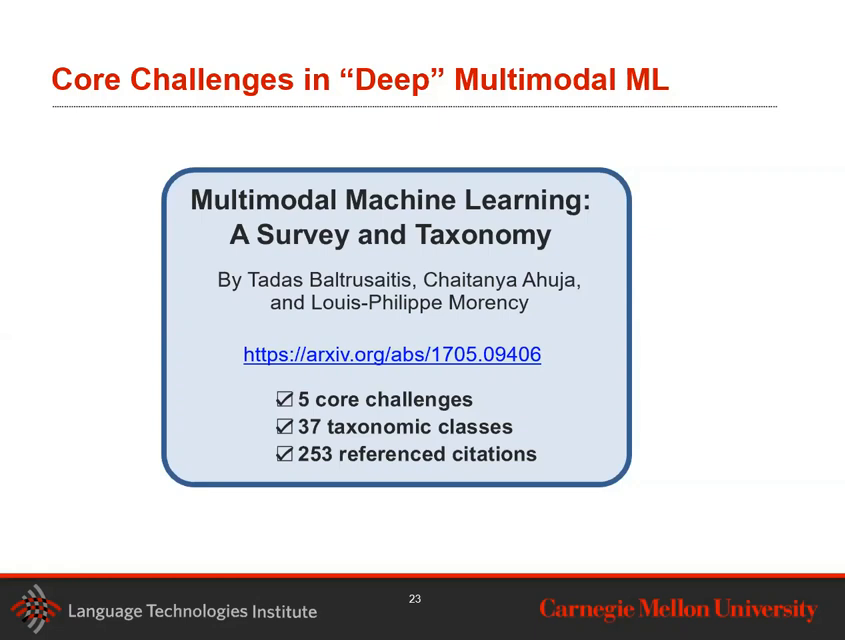 Core Challenges in “Deep” Multimodal ML
Multimodal Machine Learning:
A Survey and Taxonomy
By Tadas Baltrusaitis, Chaitanya Ahuja,
and Louis-Philippe Morency
https://arxiv.org/abs/1705.09406
☑ 5 core challenges
☑ 37 taxonomic classes
☑ 253 referenced citations
23
Language Technologies Institute
Carnegie Mellon University